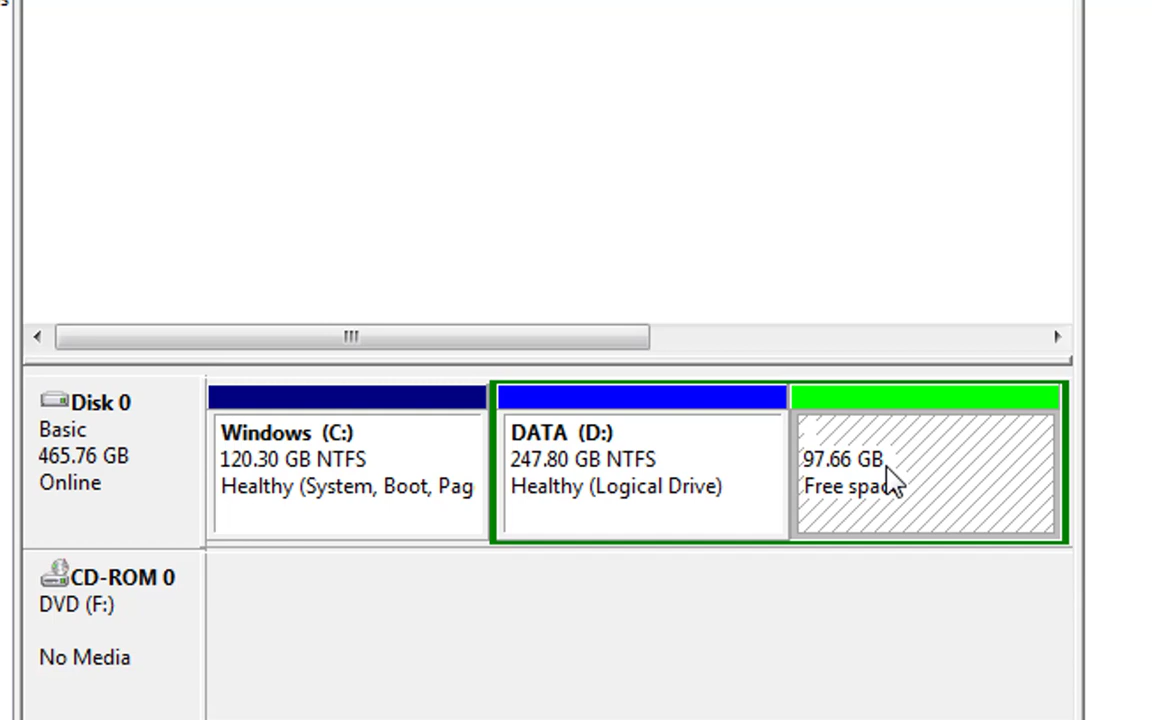 Disk 0
Basic
465.76 GB
Online
Windows (C:)
120.30 GB NTFS
Healthy (System, Boot, Pag
DATA (D:)
247.80 GB NTFS
Healthy (Logical Drive)
97.66 GB
Free
CD-ROM 0
DVD (F:)
No Media